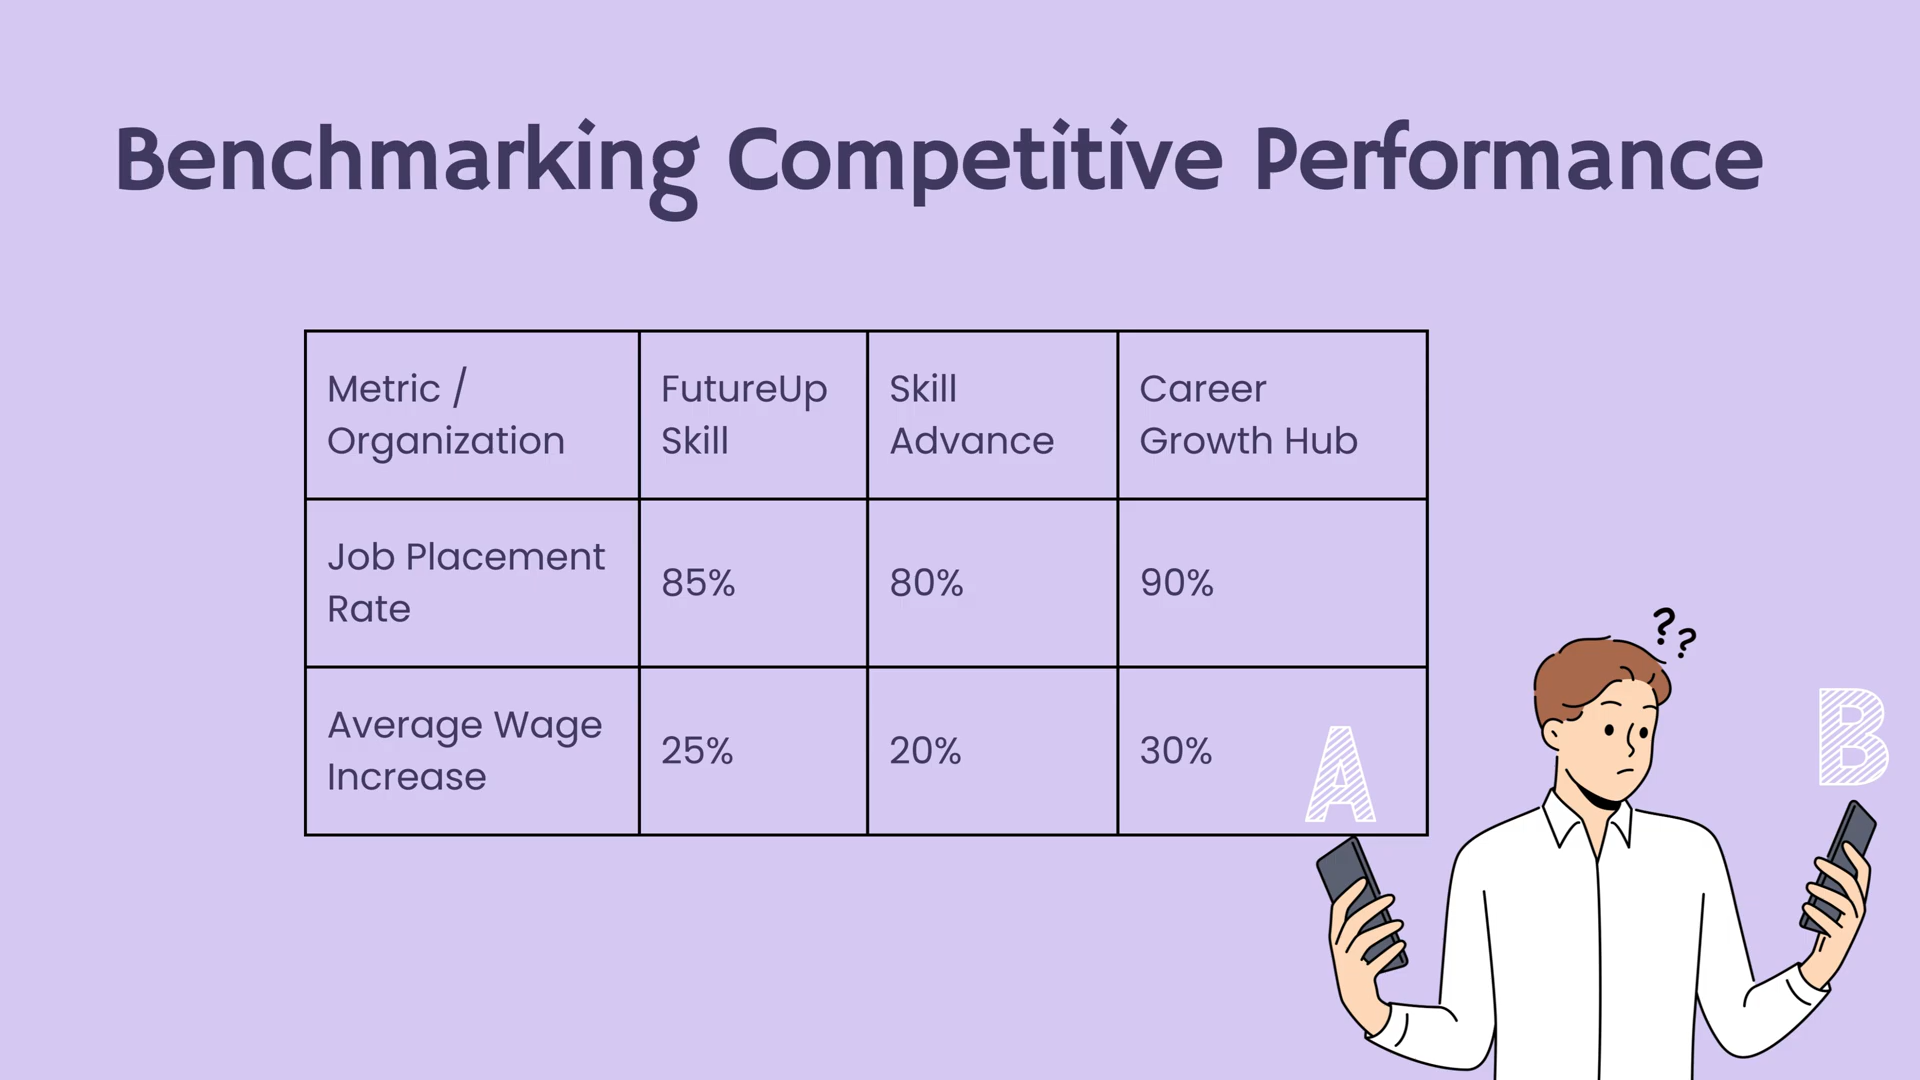 Benchmarking Competitive Performance
Metric /
Organization
FutureUp
Skill
Skill
Advance
Career
Growth Hub
Job Placement
Rate
85%
80%
90%
Average Wage
Increase
25%
20%
30%
??
A
B